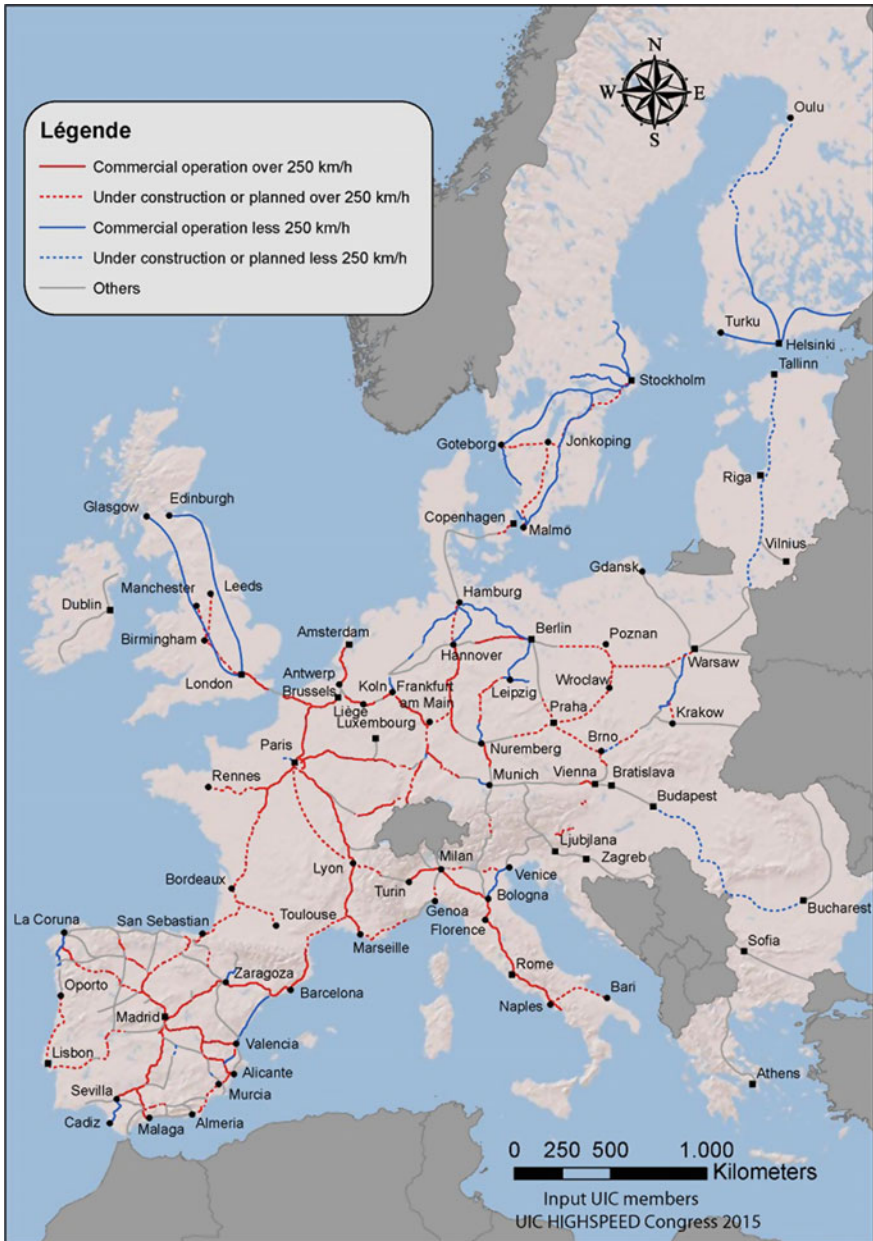 N
W E
S
Légende
Commercial operation over 250 km/h
Under construction or planned over 250 km/h
Commercial operation less 250 km/h
Under construction or planned less 250 km/h
Others
Oulu
Turku
Helsinki
Tallinn
Stockholm
Goteborg
Jonkoping
Riga
Copenhagen
Malmö
Vilnius
Glasgow
Edinburgh
Gdansk
Manchester
Leeds
Hamburg
Dublin
Birmingham
Amsterdam
Berlin
Poznan
Hannover
Warsaw
London
Antwerp
Brussels
Koln
Frankfurt
am Main
Leipzig
Wroclaw
Liège
Luxembourg
Praha
Krakow
Paris
Nuremberg
Brno
Rennes
Munich
Vienna
Bratislava
Budapest
Ljubjlana
Zagreb
Lyon
Milan
Venice
Turin
Bordeaux
Bologna
Bucharest
La Coruna
San Sebastian
Toulouse
Genoa
Florence
Marseille
Sofia
Zaragoza
Rome
Oporto
Barcelona
Bari
Madrid
Naples
Valencia
Lisbon
Alicante
Athens
Sevilla
Murcia
Cadiz
Malaga
Almeria
0 250 500 1.000
Kilometers
Input UIC members
UIC HIGHSPEED Congress 2015